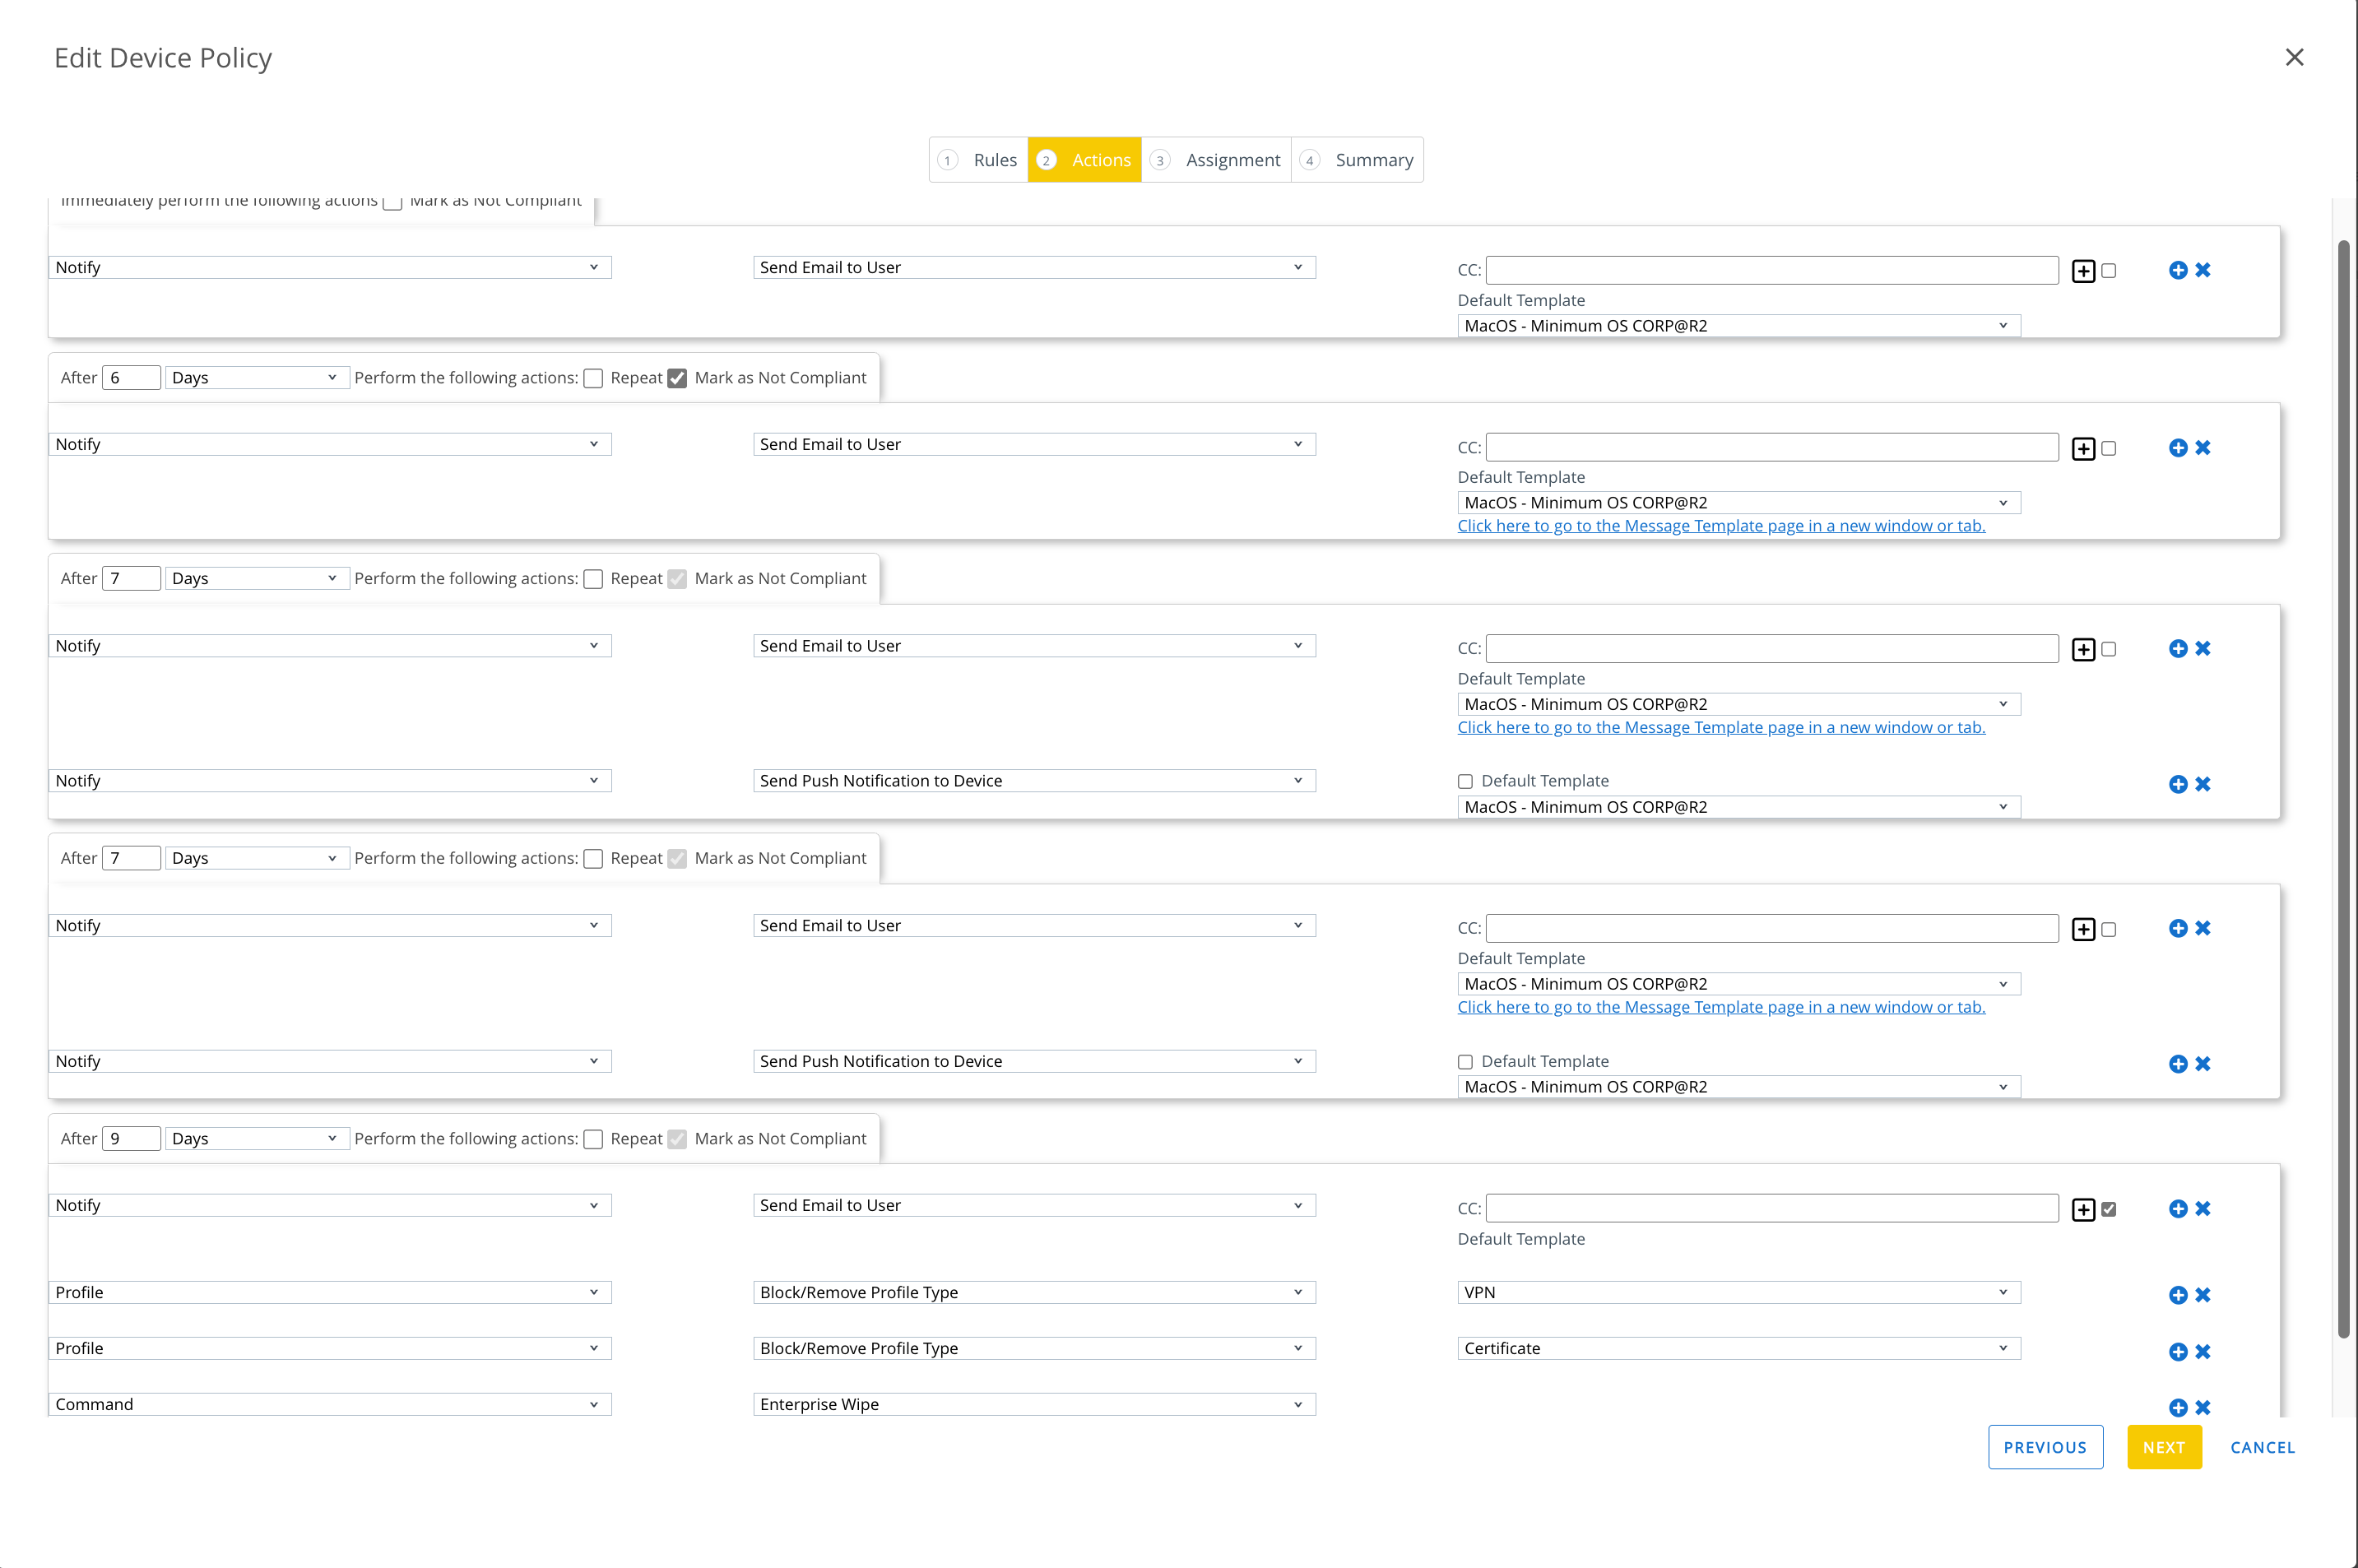 Edit Device Policy
1 Rules 2 Actions 3 Assignment 4 Summary
Immediately perform the following actions Mark as Not Compliant
Notify Send Email to User CC:
Default Template
MacOS - Minimum OS CORP@R2
After 6 Days Perform the following actions: Repeat Mark as Not Compliant
Notify Send Email to User CC:
Default Template
MacOS - Minimum OS CORP@R2
Click here to go to the Message Template page in a new window or tab.
After 7 Days Perform the following actions: Repeat Mark as Not Compliant
Notify Send Email to User CC:
Default Template
MacOS - Minimum OS CORP@R2
Click here to go to the Message Template page in a new window or tab.
Notify Send Push Notification to Device Default Template
MacOS - Minimum OS CORP@R2
After 7 Days Perform the following actions: Repeat Mark as Not Compliant
Notify Send Email to User CC:
Default Template
MacOS - Minimum OS CORP@R2
Click here to go to the Message Template page in a new window or tab.
Notify Send Push Notification to Device Default Template
MacOS - Minimum OS CORP@R2
After 9 Days Perform the following actions: Repeat Mark as Not Compliant
Notify Send Email to User CC:
Default Template
Profile Block/Remove Profile Type VPN
Profile Block/Remove Profile Type Certificate
Command Enterprise Wipe
PREVIOUS NEXT CANCEL